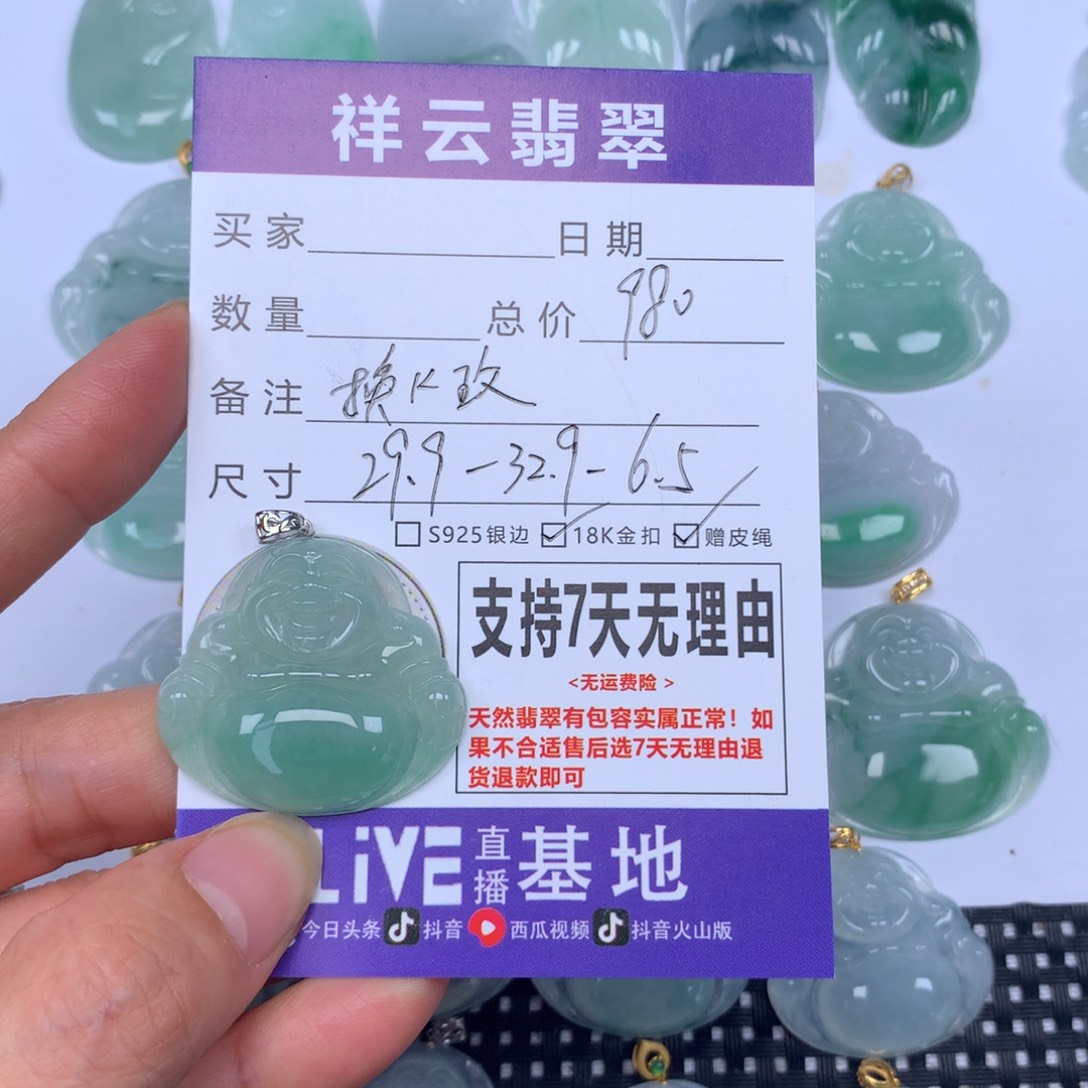 祥云翡翠
买家 日期
数量 总价 980
备注 换K玫
尺寸 29.9-32.9-6.5
S925银边 18K金扣 赠皮绳
支持7天无理由
<无运费险>
天然翡翠有包容实属正常！如
果不合适售后选7天无理由退
货退款即可
LiVE直播基地
今日头条 抖音 西瓜视频 抖音火山版